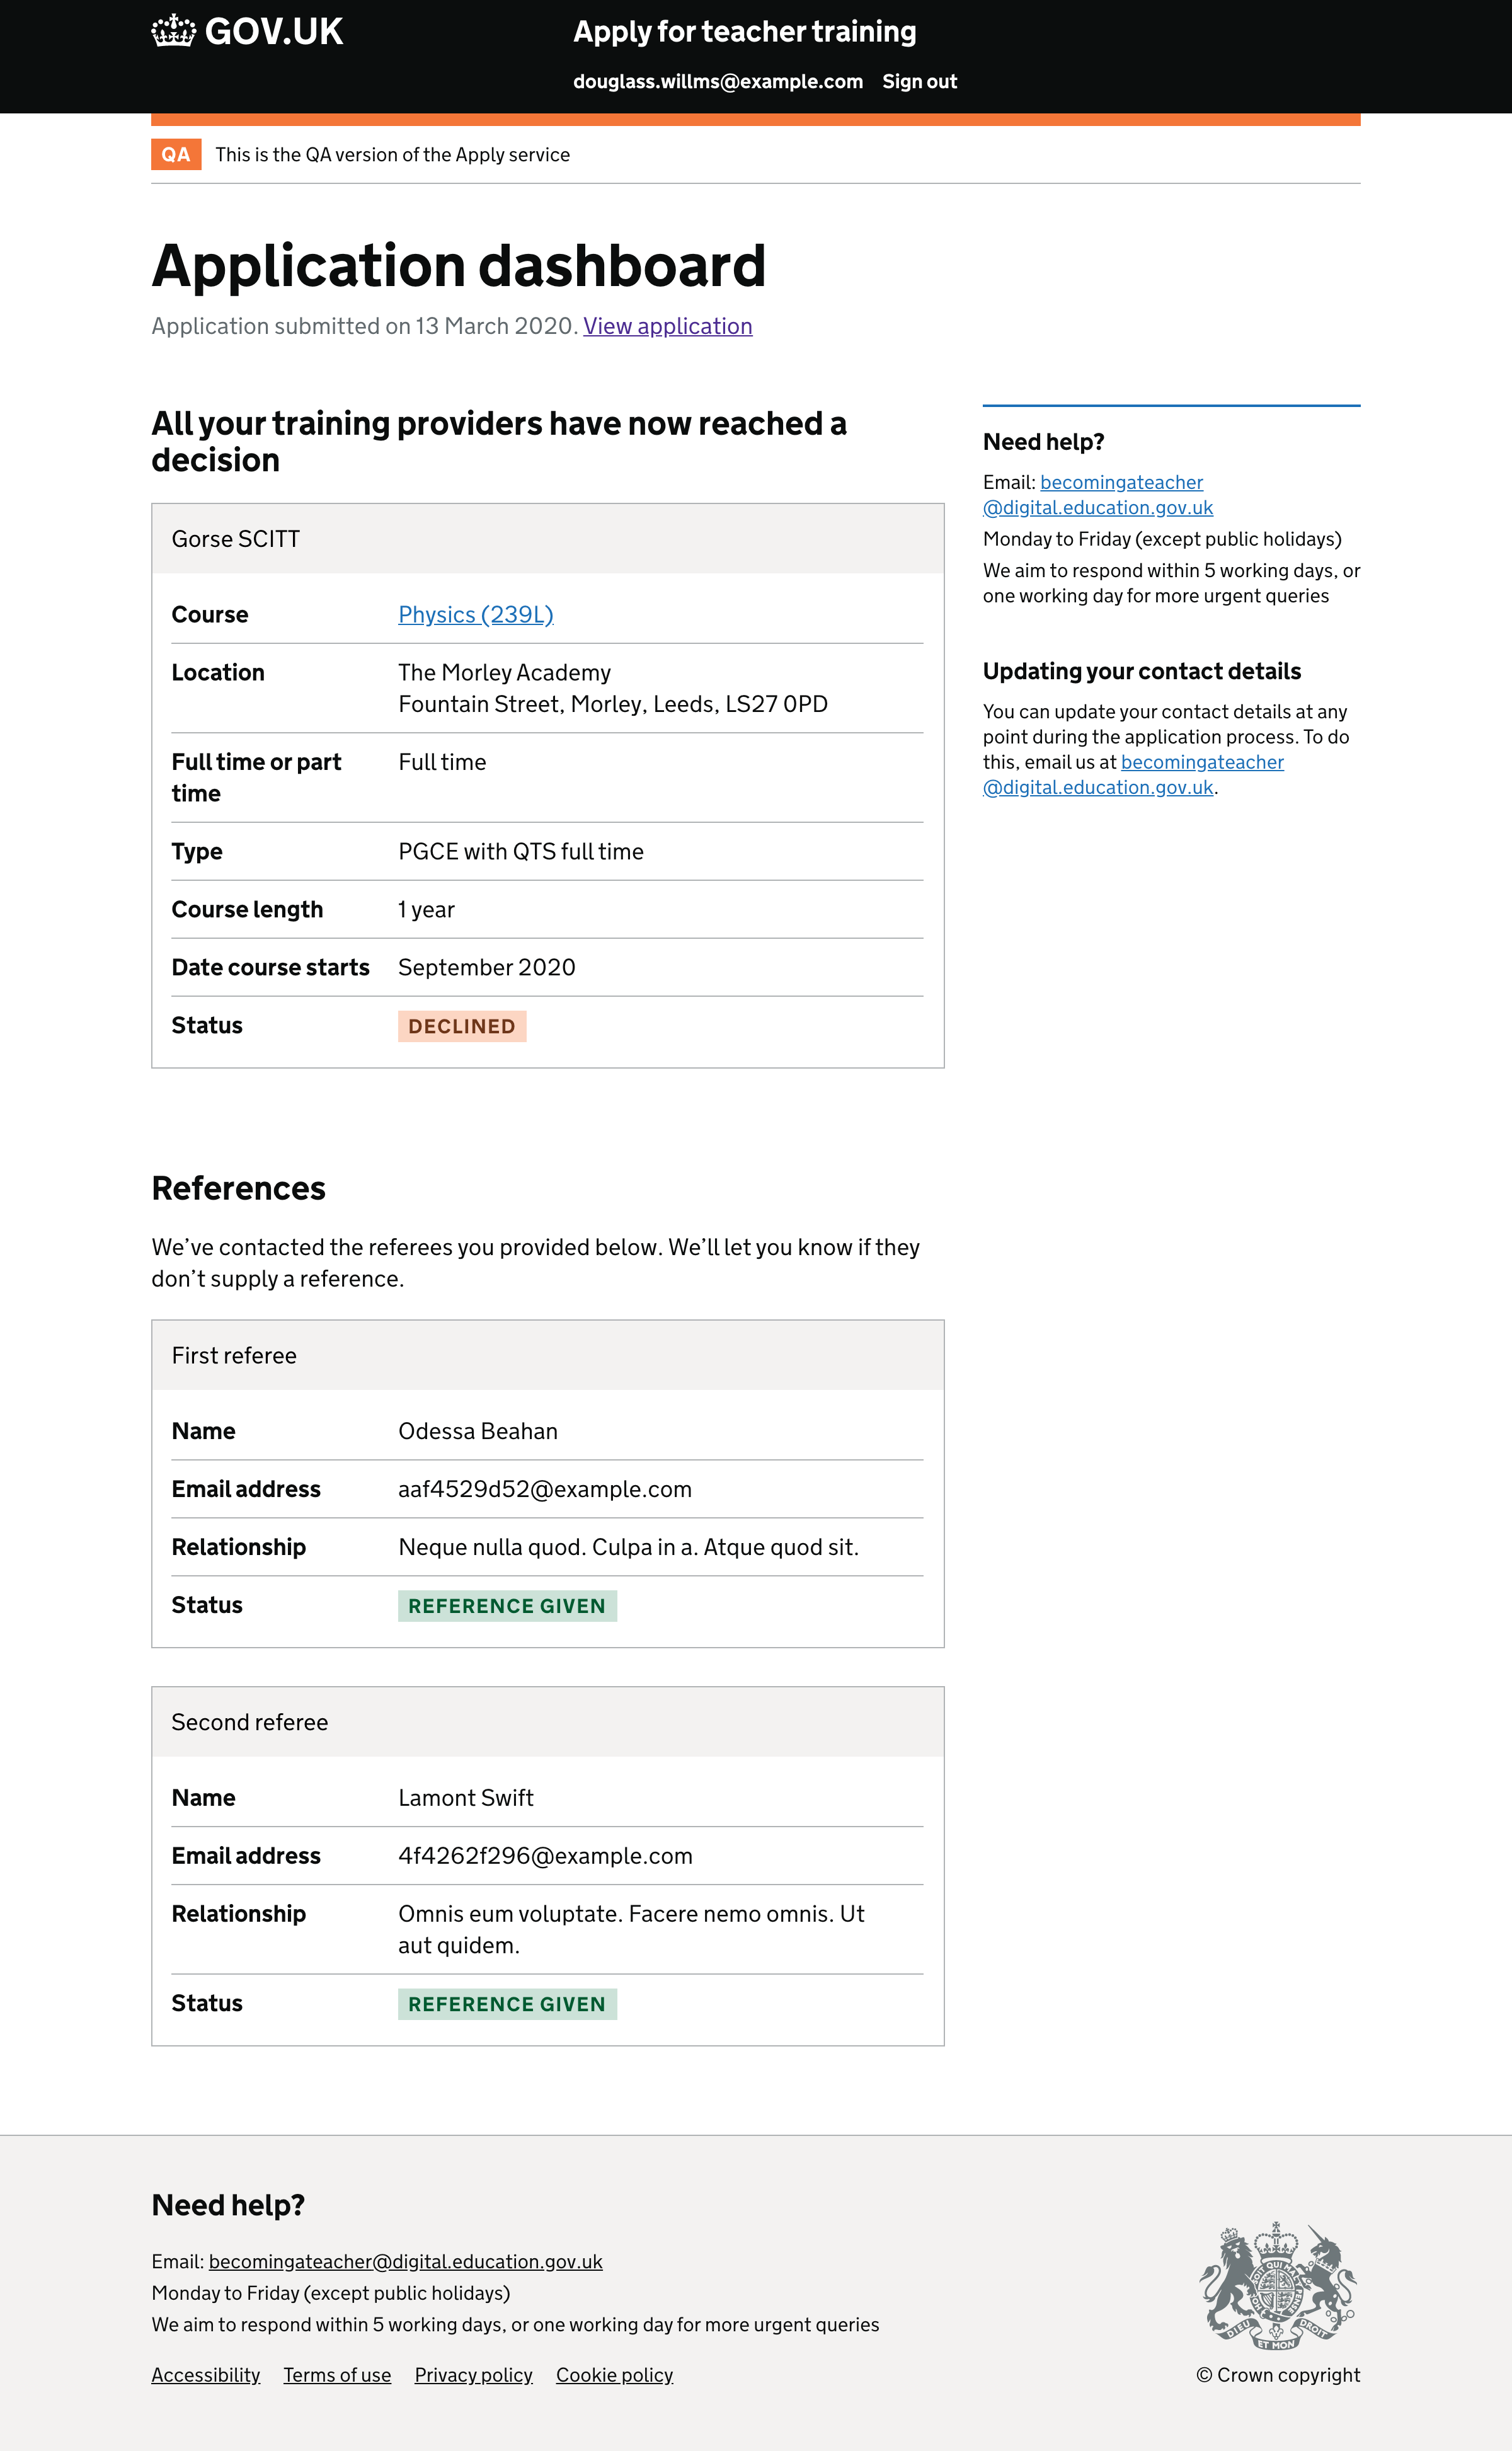 GOV.UK
Apply for teacher training
douglass.willms@example.com Sign out
QA This is the QA version of the Apply service
Application dashboard
Application submitted on 13 March 2020. View application
All your training providers have now reached a
decision
Gorse SCITT
Course Physics (239L)
Location The Morley Academy
Fountain Street, Morley, Leeds, LS27 0PD
Full time or part Full time
time
Type PGCE with QTS full time
Course length 1 year
Date course starts September 2020
Status DECLINED
Need help?
Email: becomingateacher
@digital.education.gov.uk
Monday to Friday (except public holidays)
We aim to respond within 5 working days, or
one working day for more urgent queries
Updating your contact details
You can update your contact details at any
point during the application process. To do
this, email us at becomingateacher
@digital.education.gov.uk.
References
We’ve contacted the referees you provided below. We’ll let you know if they
don’t supply a reference.
First referee
Name Odessa Beahan
Email address aaf4529d52@example.com
Relationship Neque nulla quod. Culpa in a. Atque quod sit.
Status REFERENCE GIVEN
Second referee
Name Lamont Swift
Email address 4f4262f296@example.com
Relationship Omnis eum voluptate. Facere nemo omnis. Ut
aut quidem.
Status REFERENCE GIVEN
Need help?
Email: becomingateacher@digital.education.gov.uk
Monday to Friday (except public holidays)
We aim to respond within 5 working days, or one working day for more urgent queries
Accessibility Terms of use Privacy policy Cookie policy
DIEU ET MON DROIT
© Crown copyright